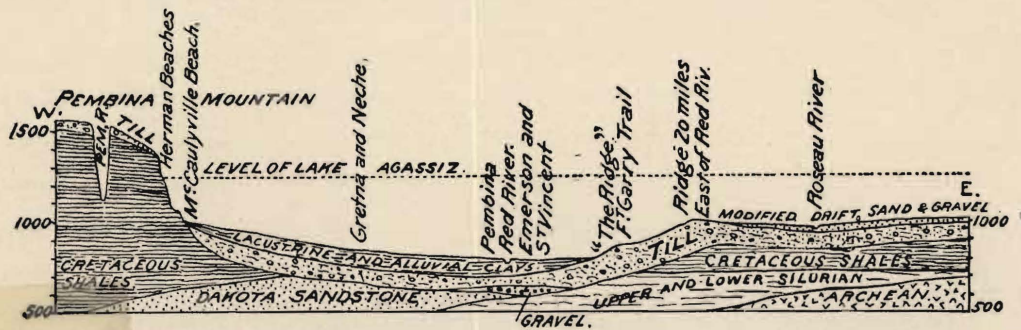 PEMBINA MOUNTAIN
W.
1500
1000
500
PEM. R.
TILL
Herman Beaches
McCaulyville Beach.
Gretna and Neche.
Pembina
Red River.
Emerson and
St Vincent
"The Ridge."
Ft. Garry Trail
Ridge 20 miles
East of Red Riv.
Roseau River
LEVEL OF LAKE AGASSIZ.
E.
MODIFIED DRIFT, SAND & GRAVEL
1000
LACUSTRINE AND ALLUVIAL CLAYS
TILL
CRETACEOUS
SHALES
CRETACEOUS SHALES
DAKOTA SANDSTONE
UPPER AND LOWER SILURIAN
ARCHEAN
500
GRAVEL.